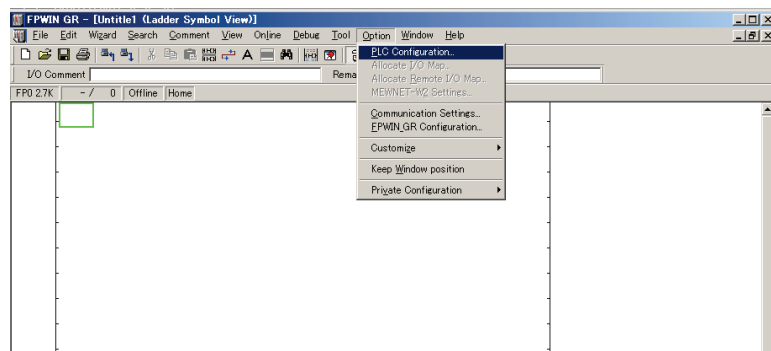 FPWIN GR - [Untitle1 (Ladder Symbol View)]
File Edit Wizard Search Comment View Online Debug Tool Option Window Help
I/O Comment
Rema
FP0 2.7K - / 0 Offline Home
PLC Configuration...
Allocate I/O Map...
Allocate Remote I/O Map...
MEWNET-W2 Settings...
Communication Settings...
FPWIN GR Configuration...
Customize
Keep Window position
Private Configuration